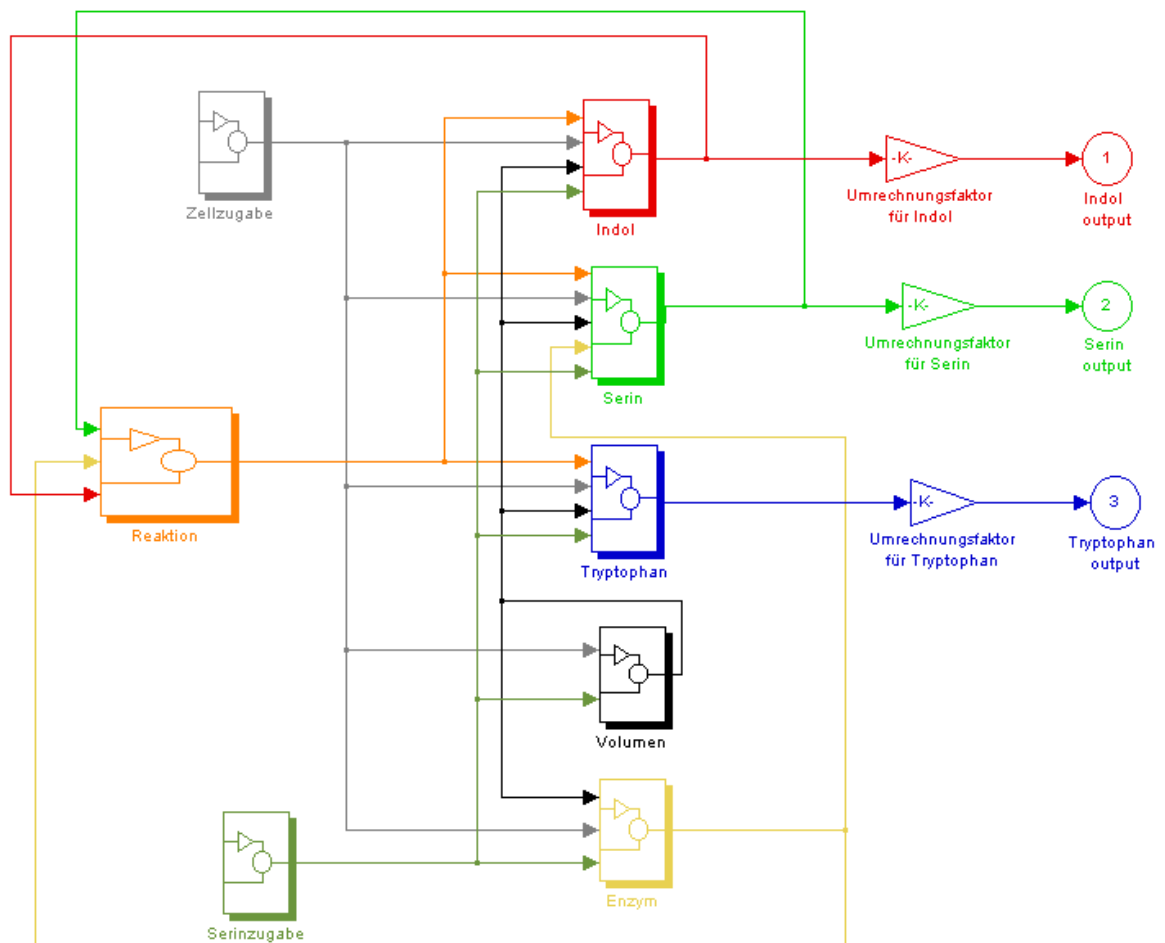 Zellzugabe
Indol
-K-
Umrechnungsfaktor
für Indol
1
Indol
output
Serin
-K-
Umrechnungsfaktor
für Serin
2
Serin
output
Reaktion
Tryptophan
-K-
Umrechnungsfaktor
für Tryptophan
3
Tryptophan
output
Volumen
Enzym
Serinzugabe